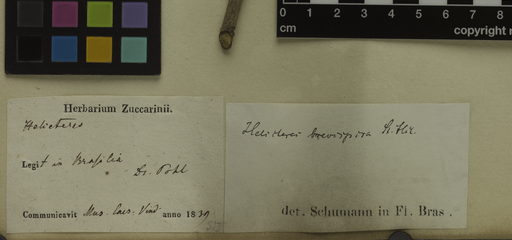 0 1 2 3 4 5 6 7 8
cm
copyright
Herbarium Zuccarinii.
Helicteres
Legit in Brasilia
Dr. Pohl
Communicavit Mus. Caes. Vind anno 1839
Helicteres brevispira St. Hil.
det. Schumann in Fl. Bras.